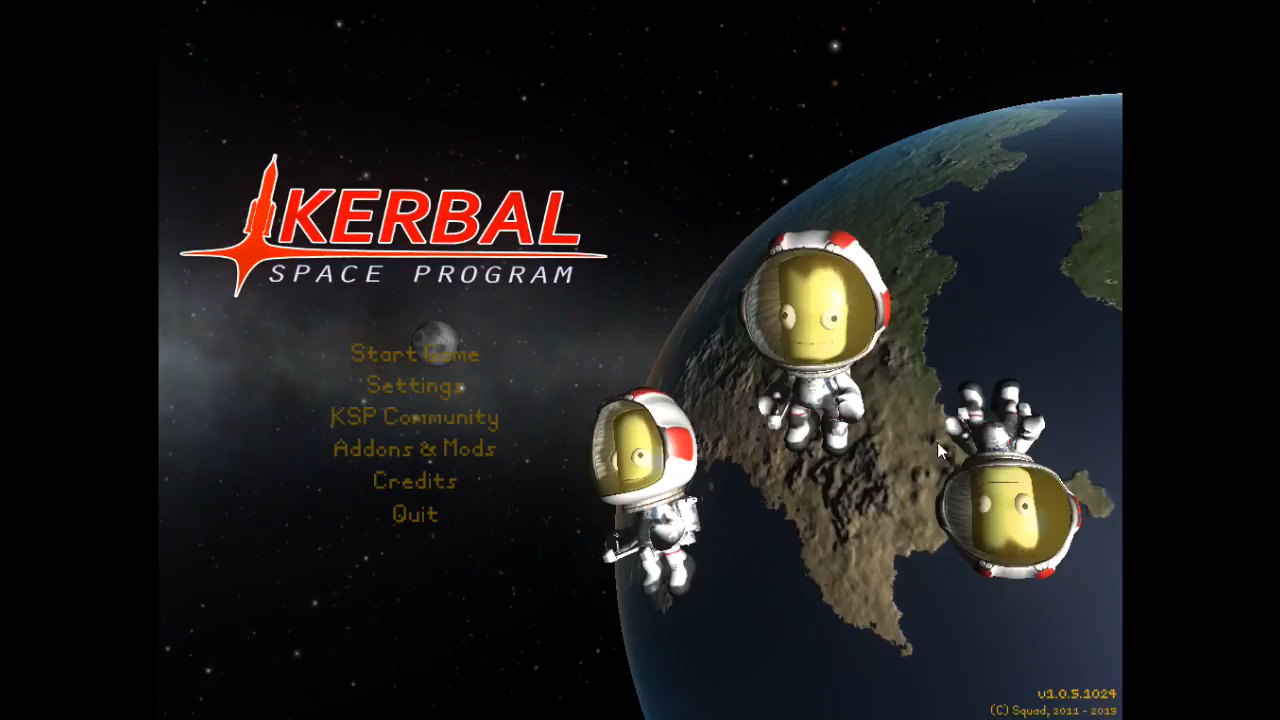 KERBAL
SPACE PROGRAM
Start Game
Settings
KSP Community
Addons & Mods
Credits
Quit
v1.0.5.1024
(C) Squad, 2011 - 2015